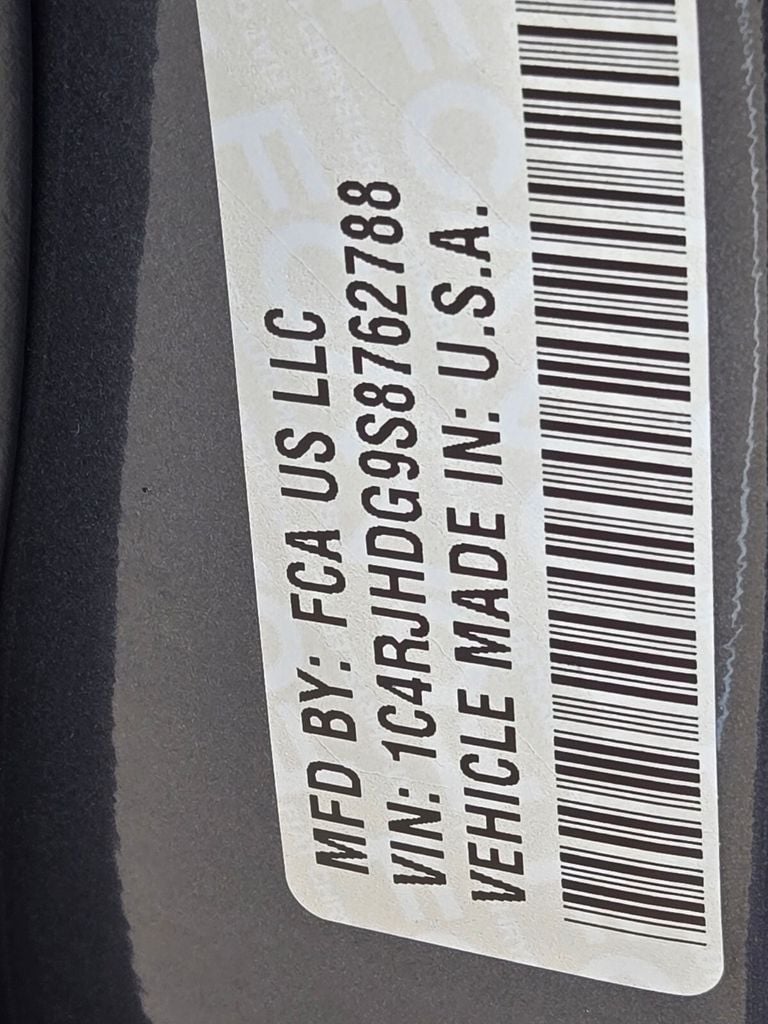 MFD BY: FCA US LLC
VIN: 1C4RJHDG9S8762788
VEHICLE MADE IN: U.S.A.